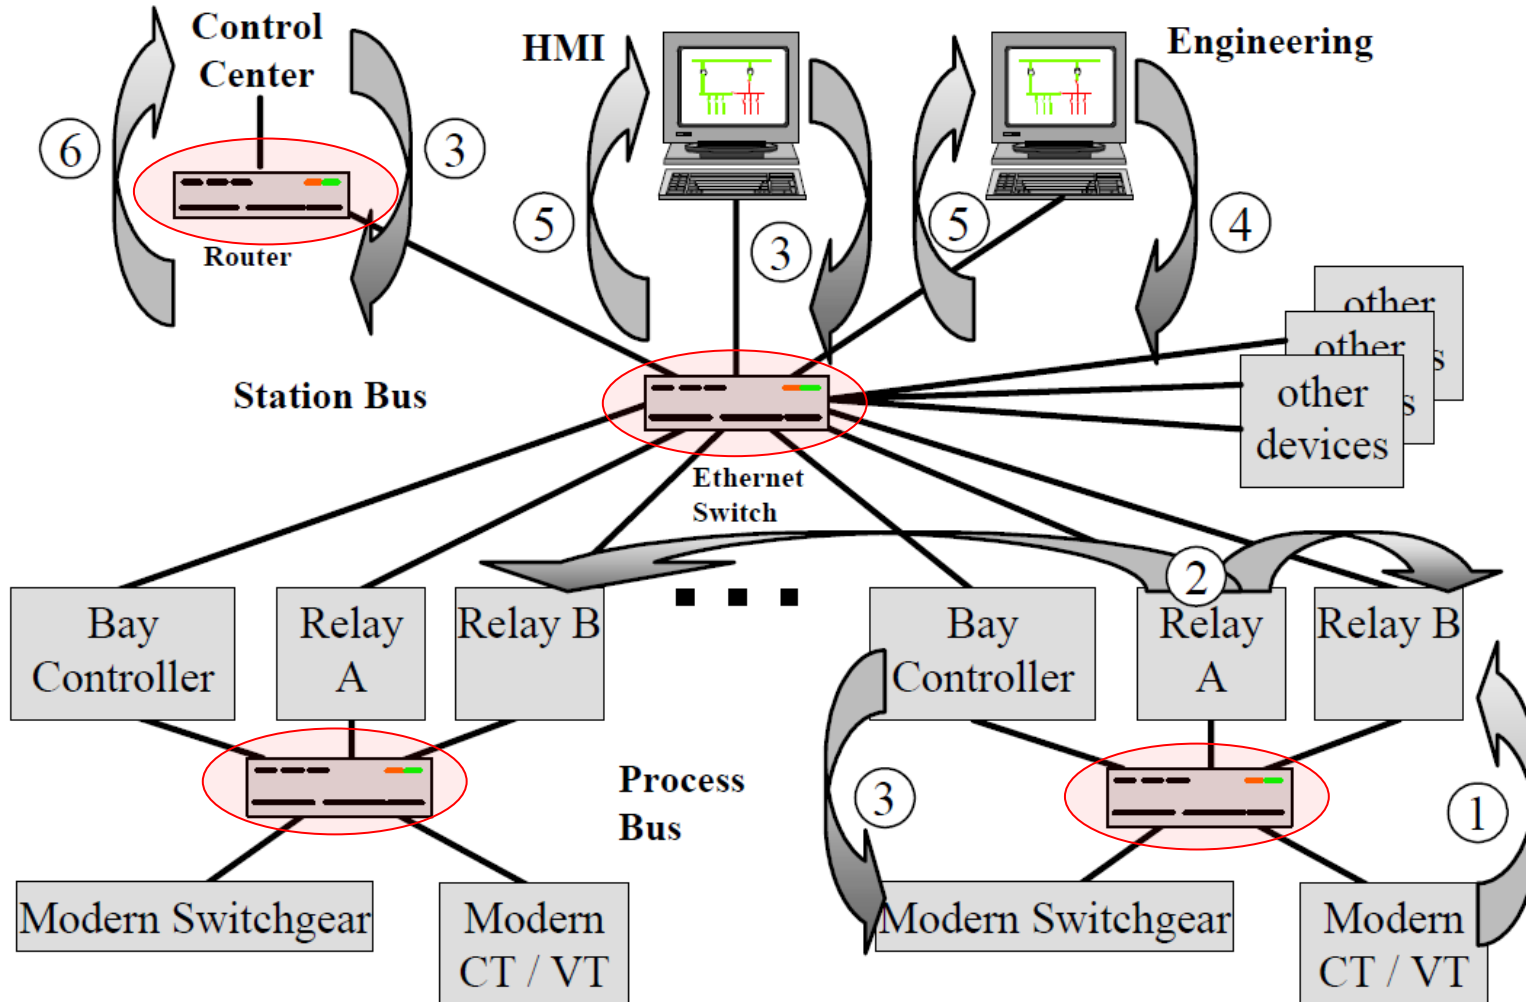 Control
Center
HMI
Engineering
6
3
5
3
5
4
Router
other
other
s
other
s
devices
Station Bus
Ethernet
Switch
2
Bay
Controller
Relay
A
Relay B
Bay
Controller
Relay
A
Relay B
Process
Bus
3
1
Modern Switchgear
Modern
CT / VT
Modern Switchgear
Modern
CT / VT